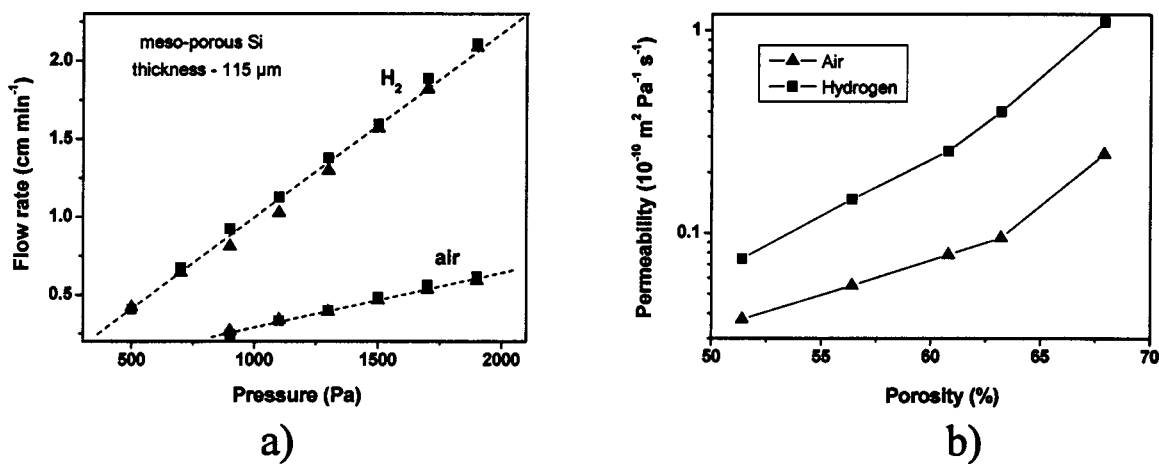 meso-porous Si
thickness - 115 µm
H₂
air
Flow rate (cm min⁻¹)
2.0
1.5
1.0
0.5
500
1000
1500
2000
Pressure (Pa)
a)
Air
Hydrogen
Permeability (10⁻¹⁰ m² Pa⁻¹ s⁻¹)
1
0.1
50
55
60
65
70
Porosity (%)
b)